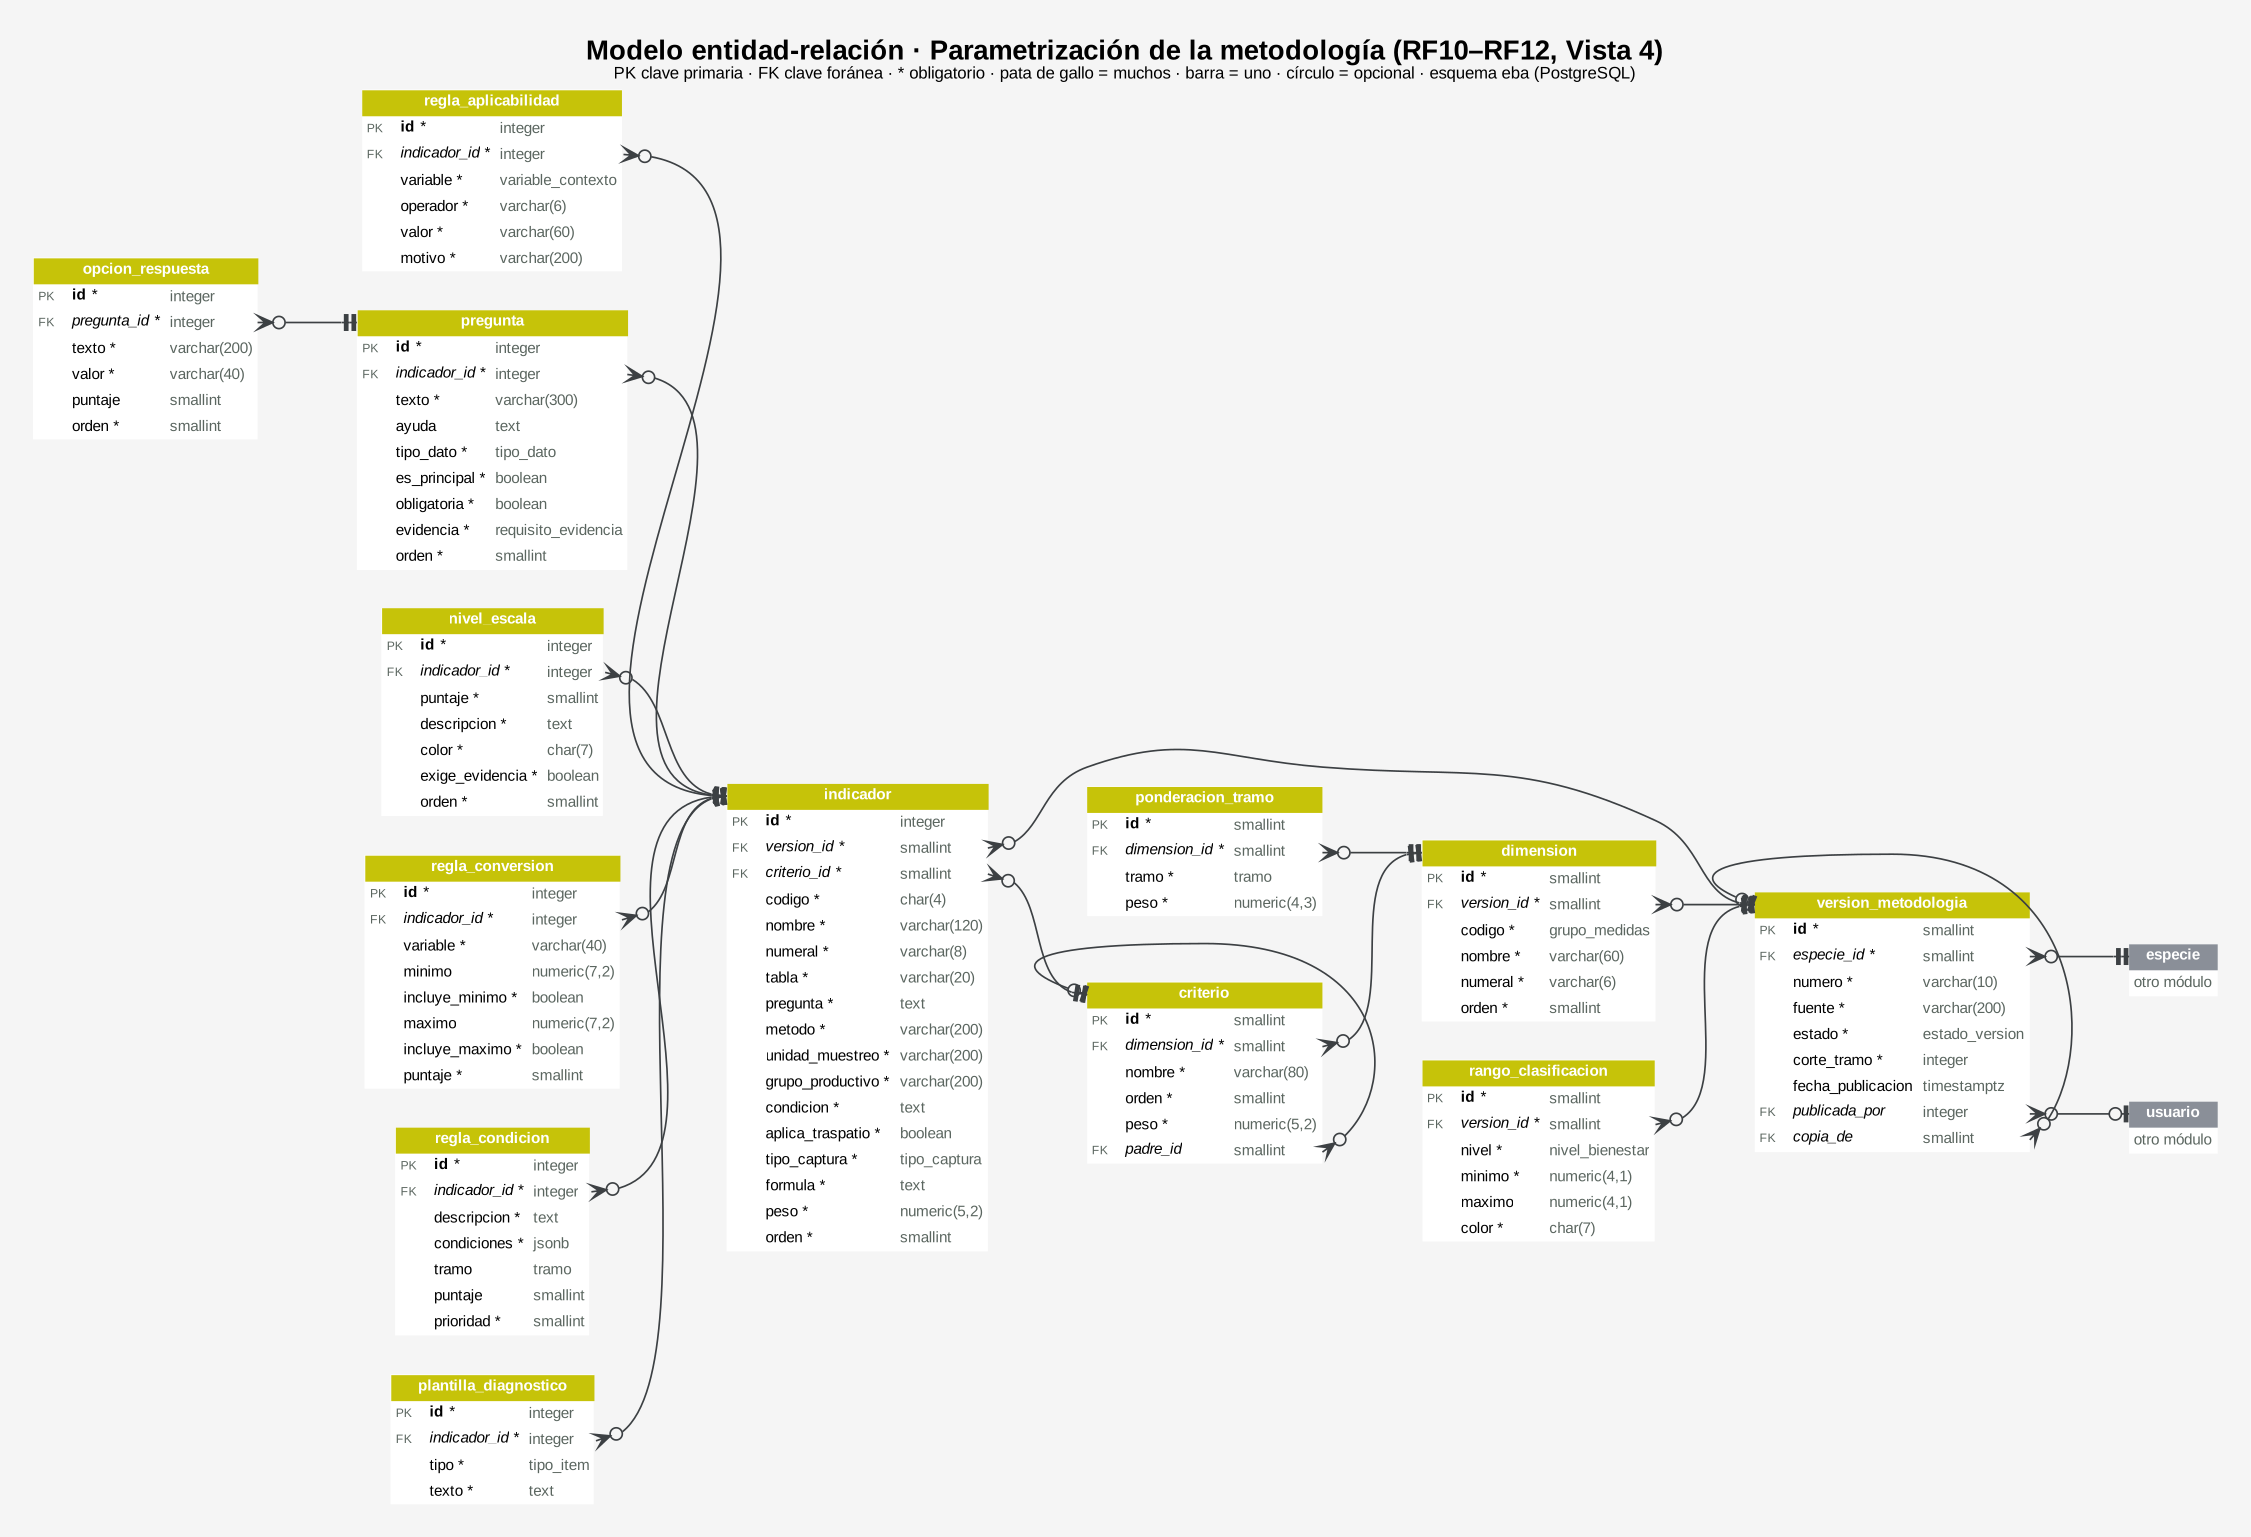 Modelo entidad-relación · Parametrización de la metodología (RF10–RF12, Vista 4)
PK clave primaria · FK clave foránea · * obligatorio · pata de gallo = muchos · barra = uno · círculo = opcional · esquema eba (PostgreSQL)
regla_aplicabilidad
PK id * integer
FK indicador_id * integer
variable * variable_contexto
operador * varchar(6)
valor * varchar(60)
motivo * varchar(200)
opcion_respuesta
PK id * integer
FK pregunta_id * integer
texto * varchar(200)
valor * varchar(40)
puntaje smallint
orden * smallint
pregunta
PK id * integer
FK indicador_id * integer
texto * varchar(300)
ayuda text
tipo_dato * tipo_dato
es_principal * boolean
obligatoria * boolean
evidencia * requisito_evidencia
orden * smallint
nivel_escala
PK id * integer
FK indicador_id * integer
puntaje * smallint
descripcion * text
color * char(7)
exige_evidencia * boolean
orden * smallint
regla_conversion
PK id * integer
FK indicador_id * integer
variable * varchar(40)
minimo numeric(7,2)
incluye_minimo * boolean
maximo numeric(7,2)
incluye_maximo * boolean
puntaje * smallint
regla_condicion
PK id * integer
FK indicador_id * integer
descripcion * text
condiciones * jsonb
tramo tramo
puntaje smallint
prioridad * smallint
plantilla_diagnostico
PK id * integer
FK indicador_id * integer
tipo * tipo_item
texto * text
indicador
PK id * integer
FK version_id * smallint
FK criterio_id * smallint
codigo * char(4)
nombre * varchar(120)
numeral * varchar(8)
tabla * varchar(20)
pregunta * text
metodo * varchar(200)
unidad_muestreo * varchar(200)
grupo_productivo * varchar(200)
condicion * text
aplica_traspatio * boolean
tipo_captura * tipo_captura
formula * text
peso * numeric(5,2)
orden * smallint
ponderacion_tramo
PK id * smallint
FK dimension_id * smallint
tramo * tramo
peso * numeric(4,3)
criterio
PK id * smallint
FK dimension_id * smallint
nombre * varchar(80)
orden * smallint
peso * numeric(5,2)
FK padre_id smallint
dimension
PK id * smallint
FK version_id * smallint
codigo * grupo_medidas
nombre * varchar(60)
numeral * varchar(6)
orden * smallint
rango_clasificacion
PK id * smallint
FK version_id * smallint
nivel * nivel_bienestar
minimo * numeric(4,1)
maximo numeric(4,1)
color * char(7)
version_metodologia
PK id * smallint
FK especie_id * smallint
numero * varchar(10)
fuente * varchar(200)
estado * estado_version
corte_tramo * integer
fecha_publicacion timestamptz
FK publicada_por integer
FK copia_de smallint
especie
otro módulo
usuario
otro módulo